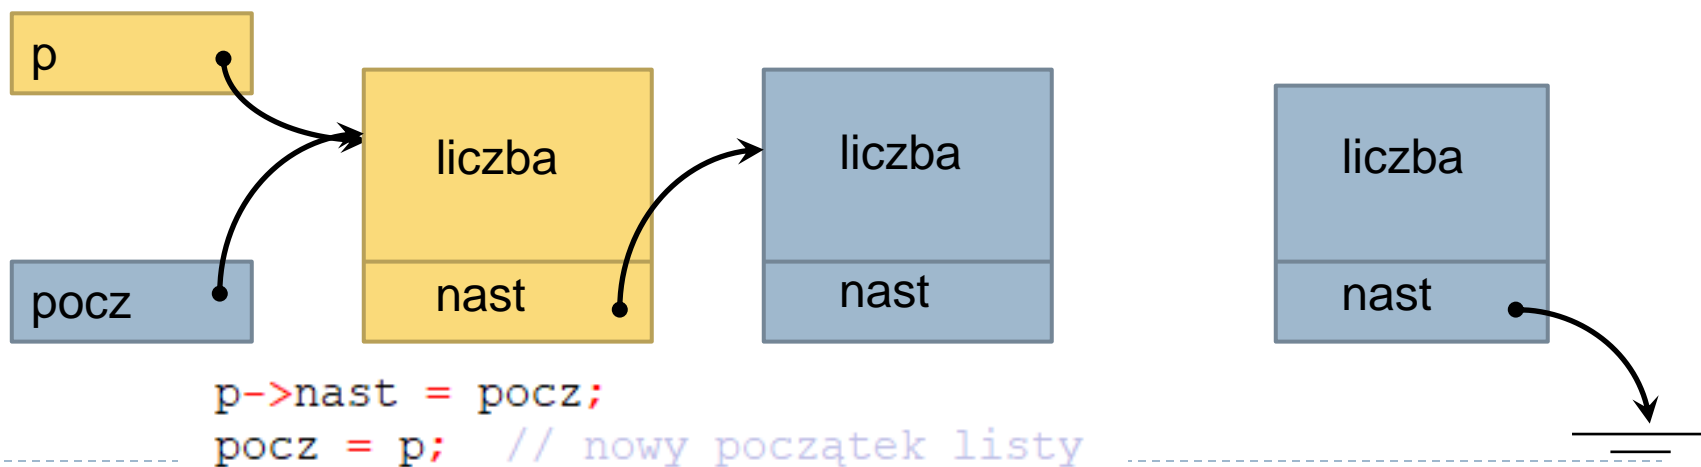 p
liczba
liczba
liczba
pocz
nast
nast
nast
p->nast = pocz;
pocz = p; // nowy początek listy